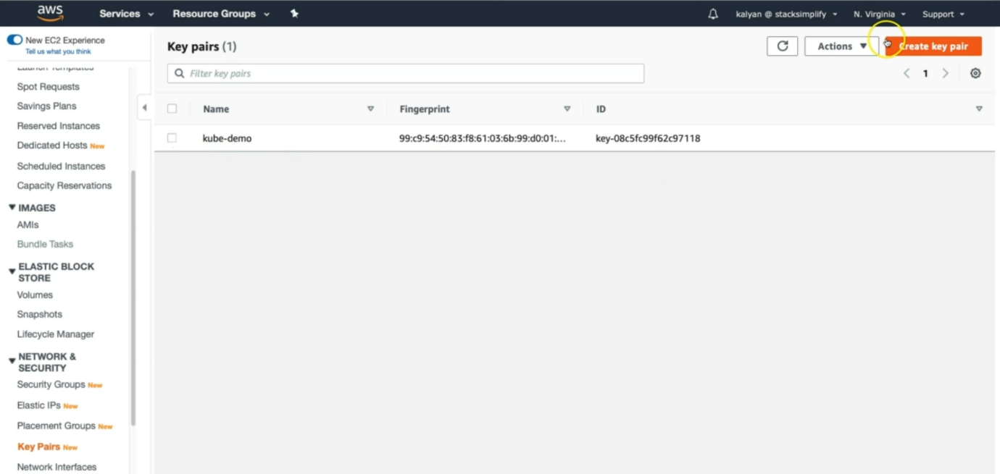 aws Services Resource Groups kalyan @ stacksimplify N. Virginia Support
New EC2 Experience
Tell us what you think
Launch Templates
Spot Requests
Savings Plans
Reserved Instances
Dedicated Hosts New
Scheduled Instances
Capacity Reservations
IMAGES
AMIs
Bundle Tasks
ELASTIC BLOCK
STORE
Volumes
Snapshots
Lifecycle Manager
NETWORK &
SECURITY
Security Groups New
Elastic IPs New
Placement Groups New
Key Pairs New
Network Interfaces
Key pairs (1)
Actions
Create key pair
Filter key pairs
1
Name Fingerprint ID
kube-demo 99:c9:54:50:83:f8:61:03:6b:99:d0:01:... key-08c5fc99f62c97118